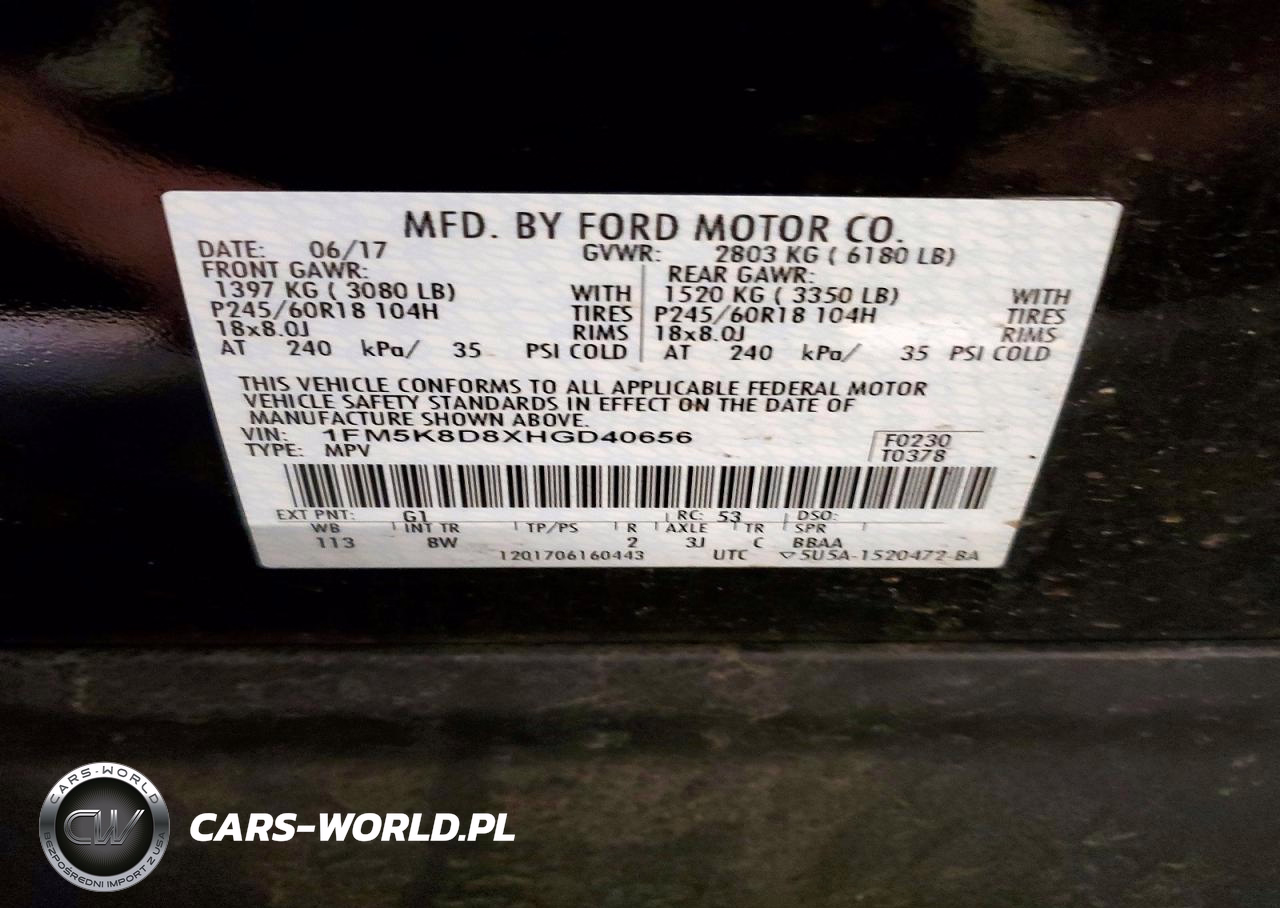 MFD. BY FORD MOTOR CO.
DATE: 06/17 GVWR: 2803 KG ( 6180 LB)
FRONT GAWR: REAR GAWR:
1397 KG ( 3080 LB) WITH 1520 KG ( 3350 LB) WITH
P245/60R18 104H TIRES P245/60R18 104H TIRES
18x8.0J RIMS 18x8.0J RIMS
AT 240 kPa/ 35 PSI COLD AT 240 kPa/ 35 PSI COLD
THIS VEHICLE CONFORMS TO ALL APPLICABLE FEDERAL MOTOR
VEHICLE SAFETY STANDARDS IN EFFECT ON THE DATE OF
MANUFACTURE SHOWN ABOVE.
VIN: 1FM5K8D8XHGD40656 F0230
TYPE: MPV T0378
EXT PNT: G1 RC: 53 DSO:
WB INT TR TP/PS R AXLE TR SPR
113 8W 2 3J C BBAA
1201706160443 UTC ▽5U5A-1520472-BA
CARS-WORLD
CW
BEZPOŚREDNI IMPORT Z USA
CARS-WORLD.PL